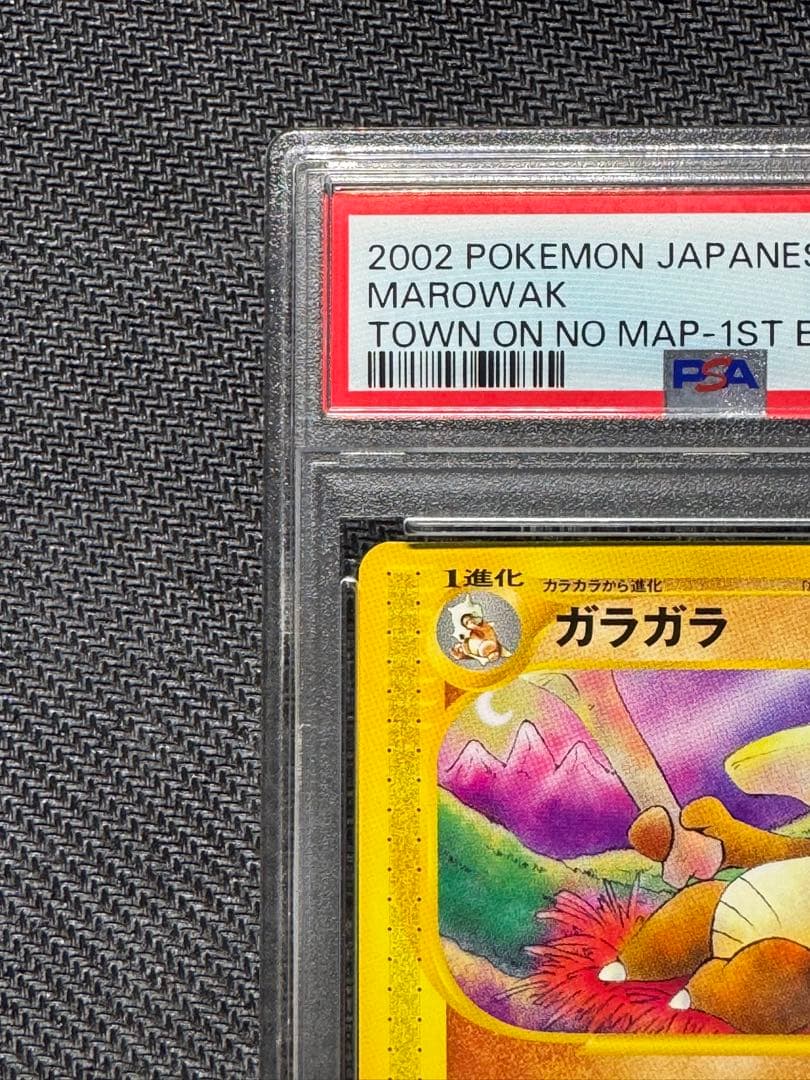 2002 POKEMON JAPANES
MAROWAK
TOWN ON NO MAP-1ST E
PSA
1進化 カラカラから進化
ガラガラ